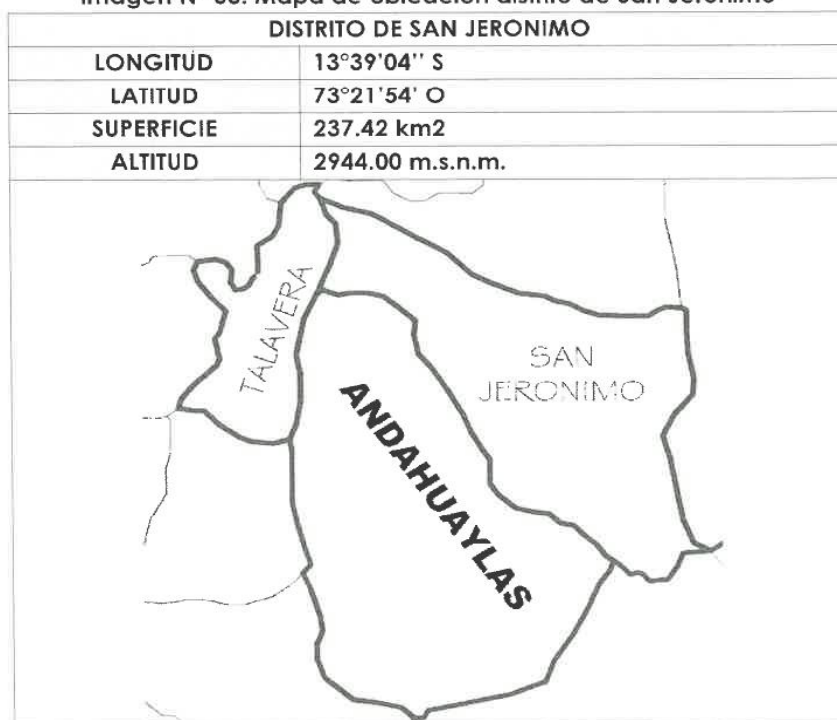 DISTRITO DE SAN JERONIMO
LONGITUD 13°39'04'' S
LATITUD 73°21'54' O
SUPERFICIE 237.42 km2
ALTITUD 2944.00 m.s.n.m.
TALAVERA
SAN
JERONIMO
ANDAHUAYLAS